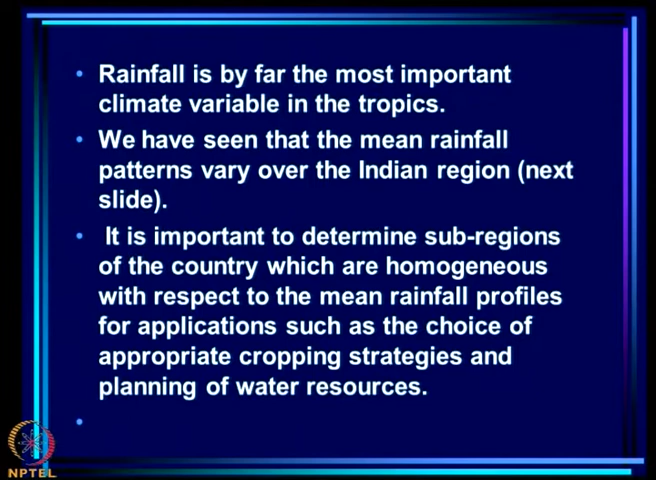 • Rainfall is by far the most important
climate variable in the tropics.
• We have seen that the mean rainfall
patterns vary over the Indian region (next
slide).
• It is important to determine sub-regions
of the country which are homogeneous
with respect to the mean rainfall profiles
for applications such as the choice of
appropriate cropping strategies and
planning of water resources.
•
NPTEL